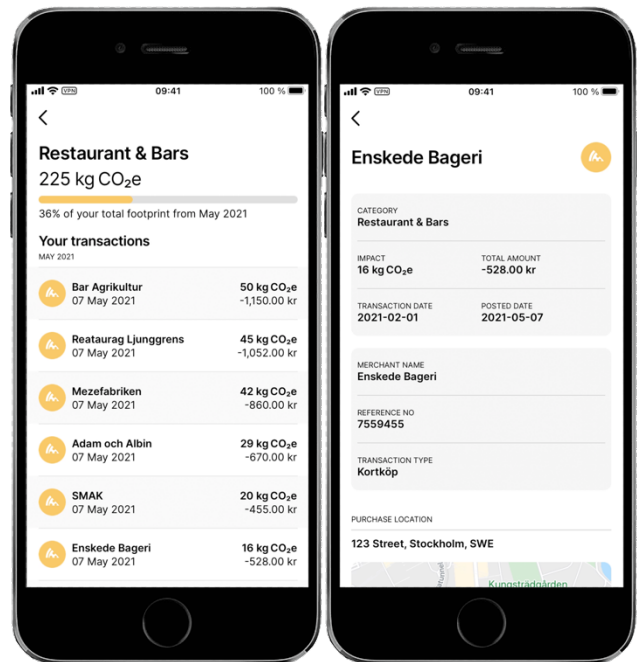 VPN
09:41
100 %
Restaurant & Bars
225 kg CO₂e
36% of your total footprint from May 2021
Your transactions
MAY 2021
Bar Agrikultur
50 kg CO₂e
07 May 2021
-1,150.00 kr
Reataurag Ljunggrens
45 kg CO₂e
07 May 2021
-1,052.00 kr
Mezefabriken
42 kg CO₂e
07 May 2021
-860.00 kr
Adam och Albin
29 kg CO₂e
07 May 2021
-670.00 kr
SMAK
20 kg CO₂e
07 May 2021
-455.00 kr
Enskede Bageri
16 kg CO₂e
07 May 2021
-528.00 kr
VPN
09:41
100 %
Enskede Bageri
CATEGORY
Restaurant & Bars
IMPACT
TOTAL AMOUNT
16 kg CO₂e
-528.00 kr
TRANSACTION DATE
POSTED DATE
2021-02-01
2021-05-07
MERCHANT NAME
Enskede Bageri
REFERENCE NO
7559455
TRANSACTION TYPE
Kortköp
PURCHASE LOCATION
123 Street, Stockholm, SWE
Kungsträdgården